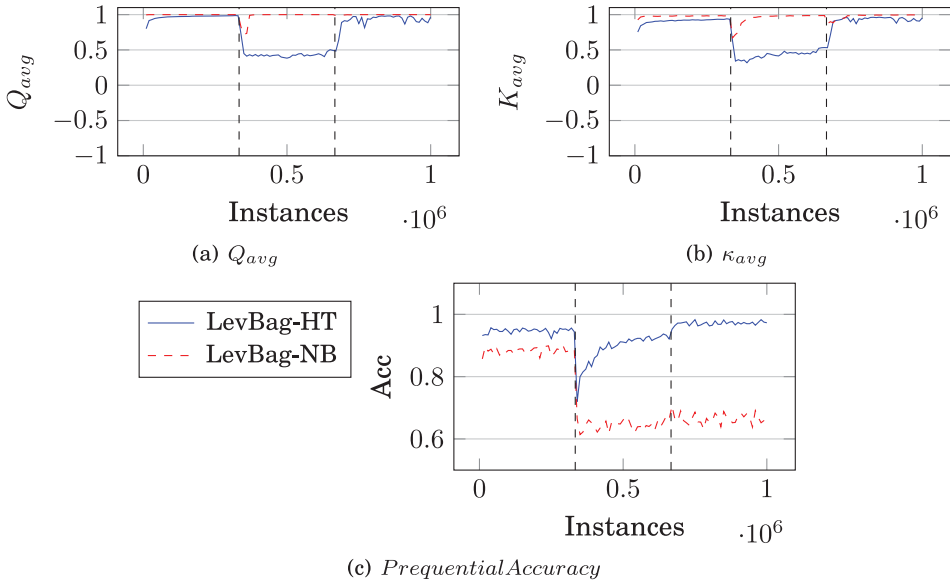 1
0.5
0
−0.5
−1
Q_avg
0
0.5
1
Instances
·10^6
(a) Q_avg
1
0.5
0
−0.5
−1
K_avg
0
0.5
1
Instances
·10^6
(b) κ_avg
LevBag-HT
LevBag-NB
1
0.8
0.6
Acc
0
0.5
1
Instances
·10^6
(c) PrequentialAccuracy